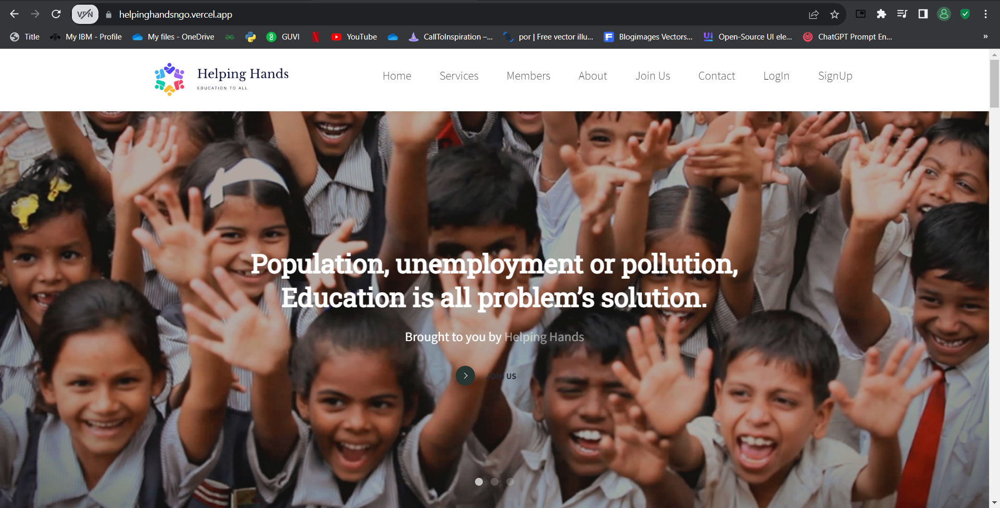 VPN
helpinghandsngo.vercel.app
Title
My IBM - Profile
My files - OneDrive
GUVI
YouTube
CallToInspiration –...
por | Free vector illu...
Blogimages Vectors...
Open-Source UI ele...
ChatGPT Prompt En...
»
Helping Hands
EDUCATION TO ALL
Home
Services
Members
About
Join Us
Contact
LogIn
SignUp
Population, unemployment or pollution,
Education is all problem’s solution.
Brought to you by Helping Hands
JOIN US